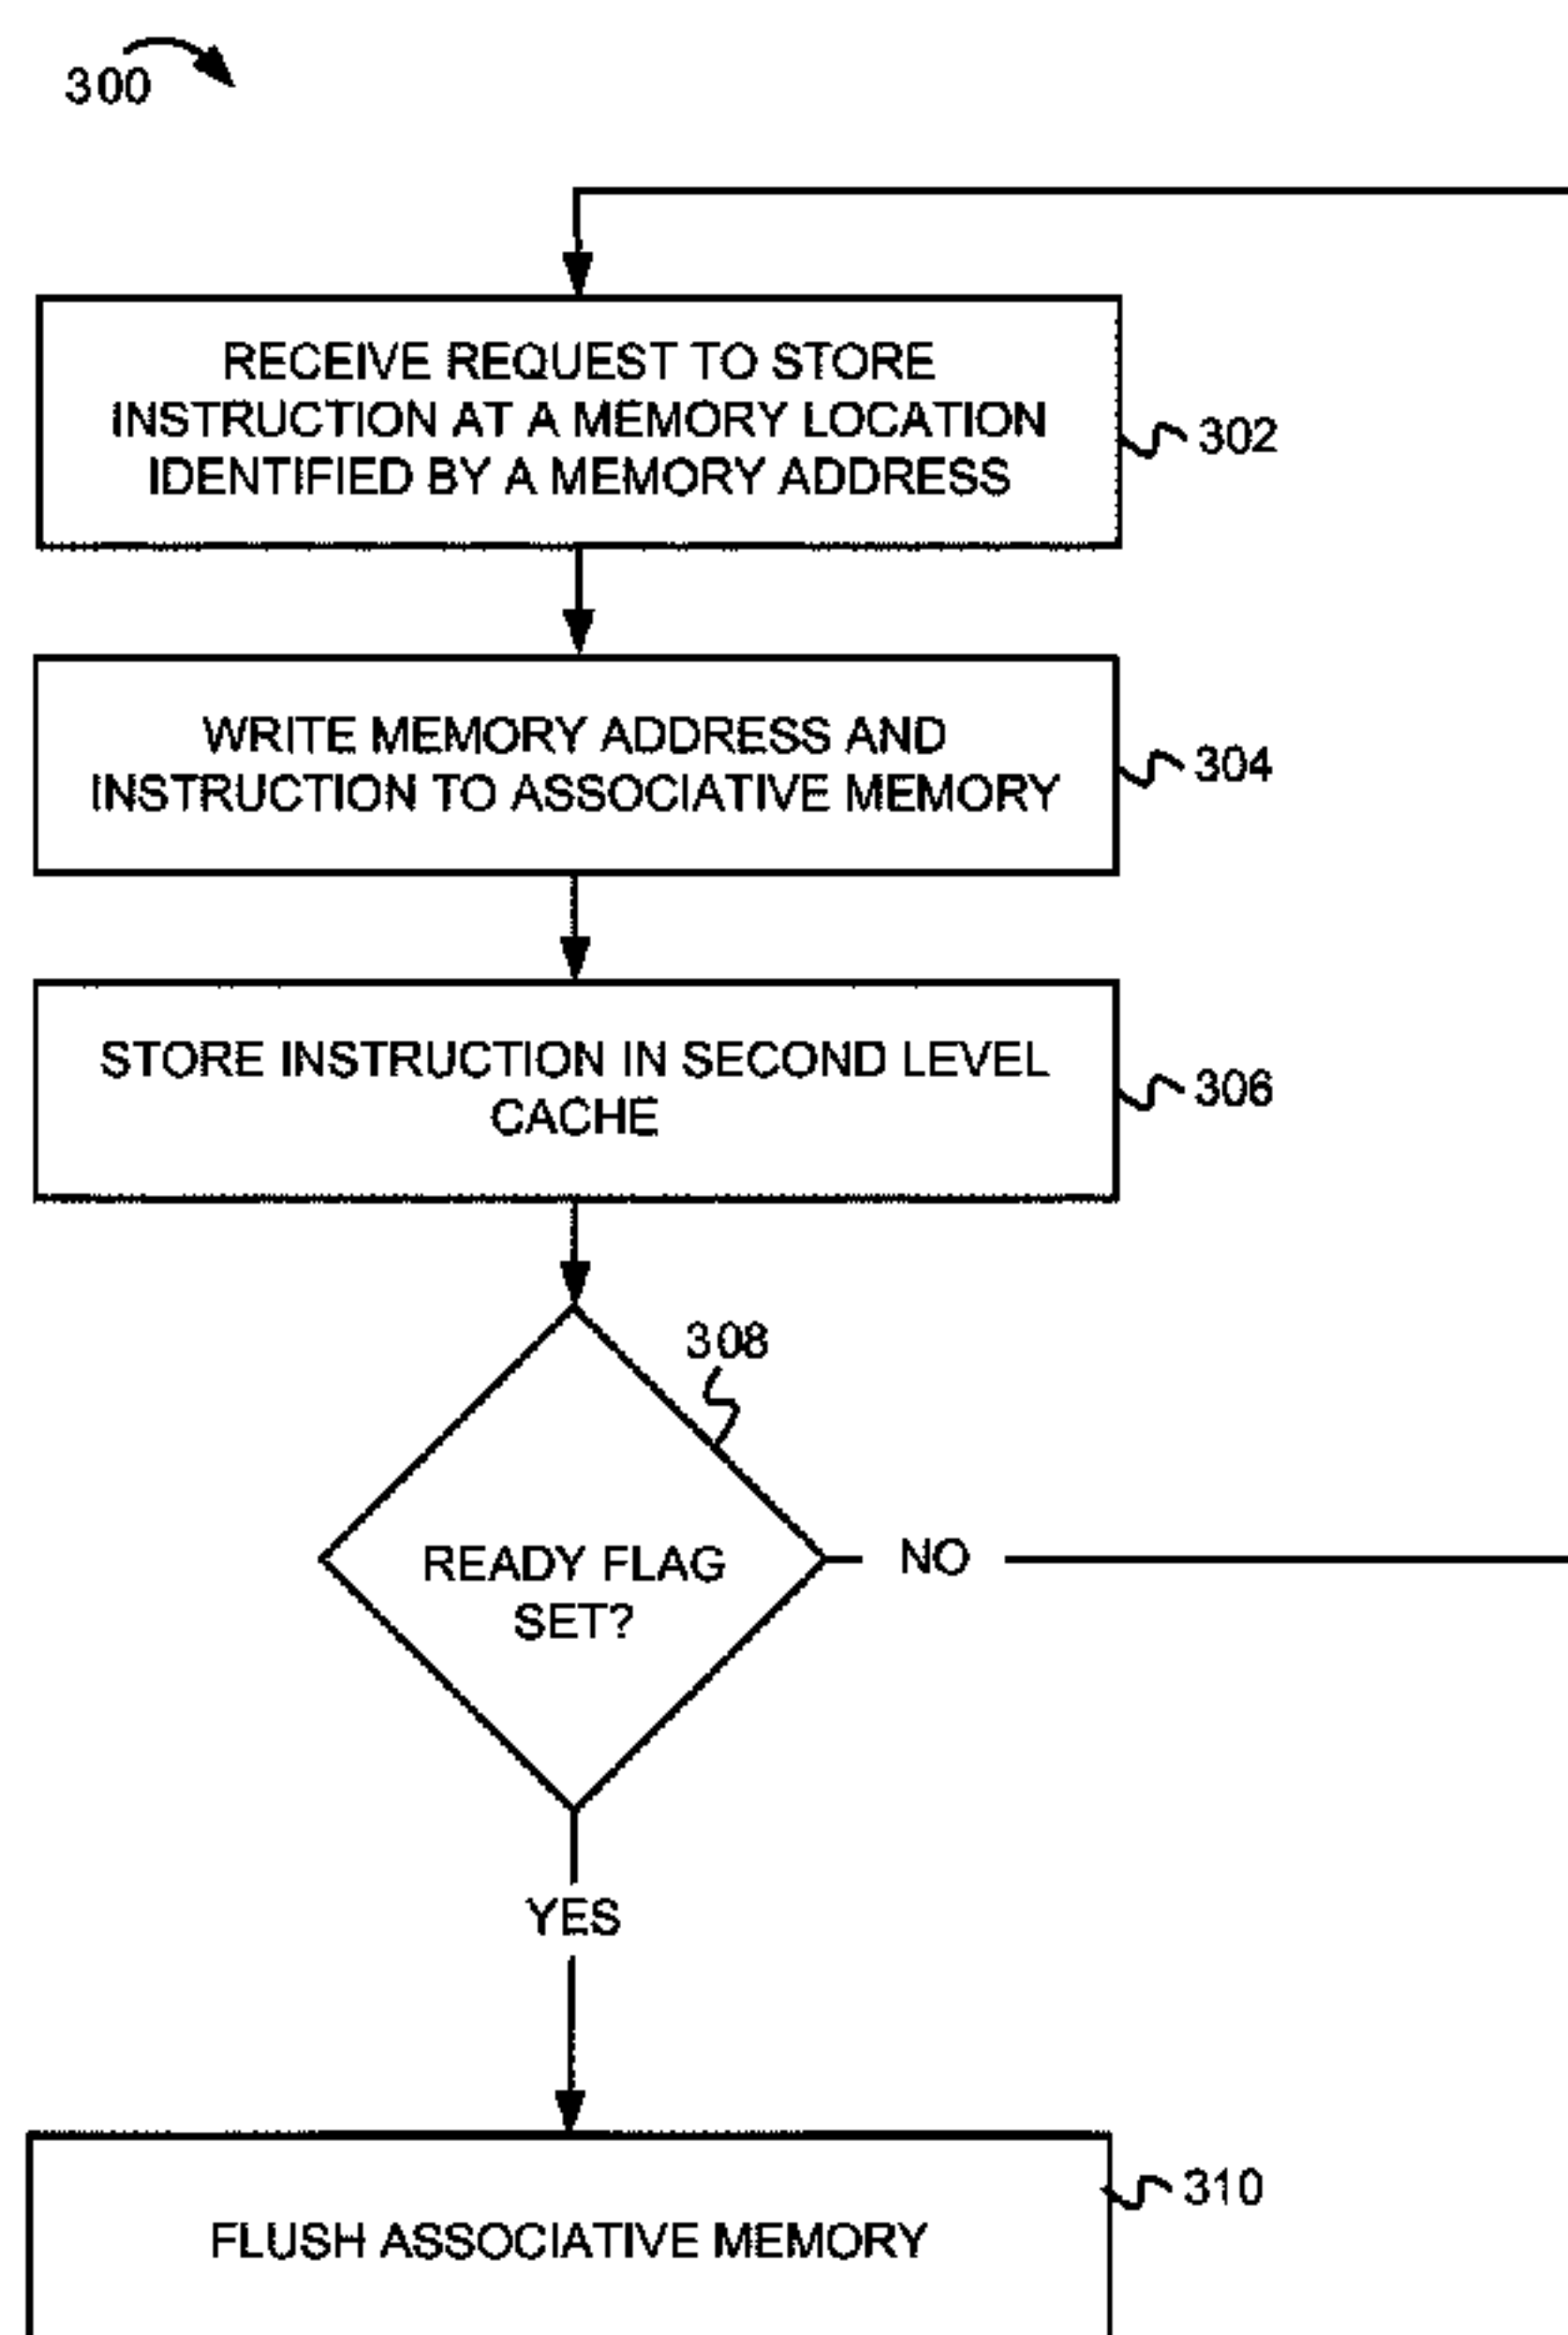 300
RECEIVE REQUEST TO STORE
INSTRUCTION AT A MEMORY LOCATION
IDENTIFIED BY A MEMORY ADDRESS
302
WRITE MEMORY ADDRESS AND
INSTRUCTION TO ASSOCIATIVE MEMORY
304
STORE INSTRUCTION IN SECOND LEVEL
CACHE
306
308
READY FLAG
SET?
NO
YES
310
FLUSH ASSOCIATIVE MEMORY